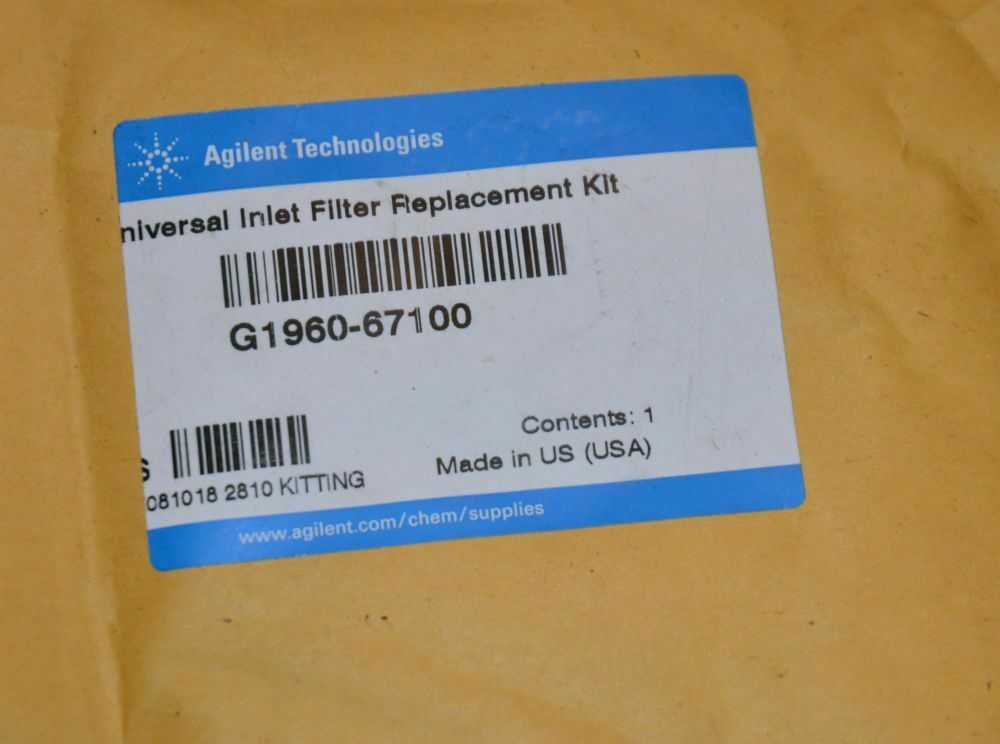 Agilent Technologies
niversal Inlet Filter Replacement Kit
G1960-67100
Contents: 1
S
Made in US (USA)
081018 2810 KITTING
www.agilent.com/chem/supplies